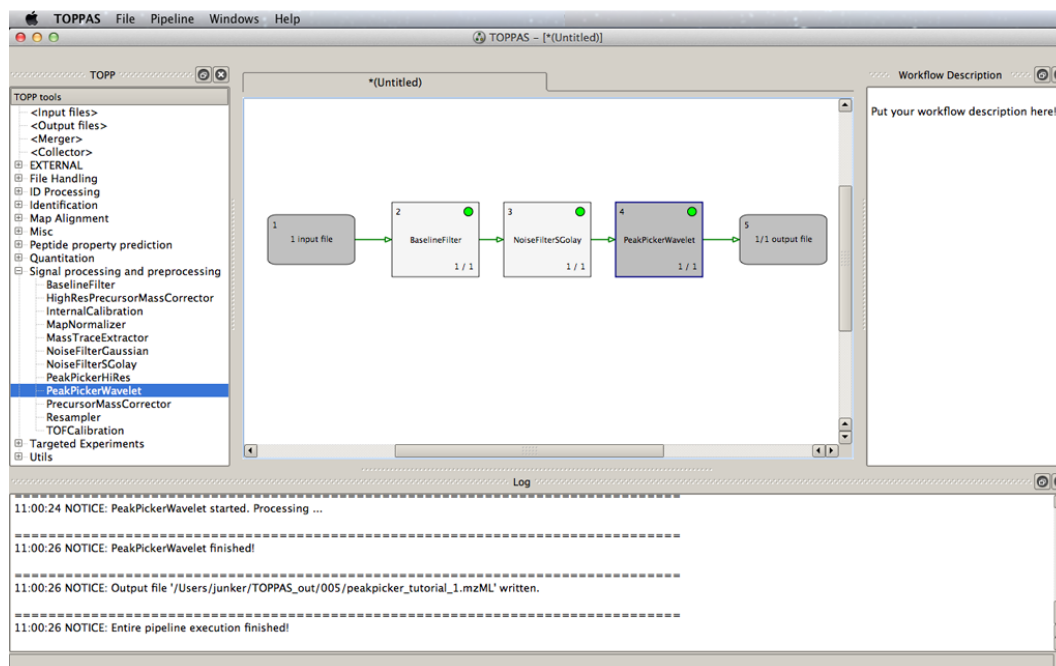 TOPPAS File Pipeline Windows Help
TOPPAS – [*(Untitled)]
TOPP
TOPP tools
<Input files>
<Output files>
<Merger>
<Collector>
EXTERNAL
File Handling
ID Processing
Identification
Map Alignment
Misc
Peptide property prediction
Quantitation
Signal processing and preprocessing
BaselineFilter
HighResPrecursorMassCorrector
InternalCalibration
MapNormalizer
MassTraceExtractor
NoiseFilterGaussian
NoiseFilterSGolay
PeakPickerHiRes
PeakPickerWavelet
PrecursorMassCorrector
Resampler
TOFCalibration
Targeted Experiments
Utils
*(Untitled)
1
1 input file
2
BaselineFilter
1 / 1
3
NoiseFilterSGolay
1 / 1
4
PeakPickerWavelet
1 / 1
5
1/1 output file
Workflow Description
Put your workflow description here!
Log
==============================================================================
11:00:24 NOTICE: PeakPickerWavelet started. Processing ...
==============================================================================
11:00:26 NOTICE: PeakPickerWavelet finished!
==============================================================================
11:00:26 NOTICE: Output file '/Users/junker/TOPPAS_out/005/peakpicker_tutorial_1.mzML' written.
==============================================================================
11:00:26 NOTICE: Entire pipeline execution finished!